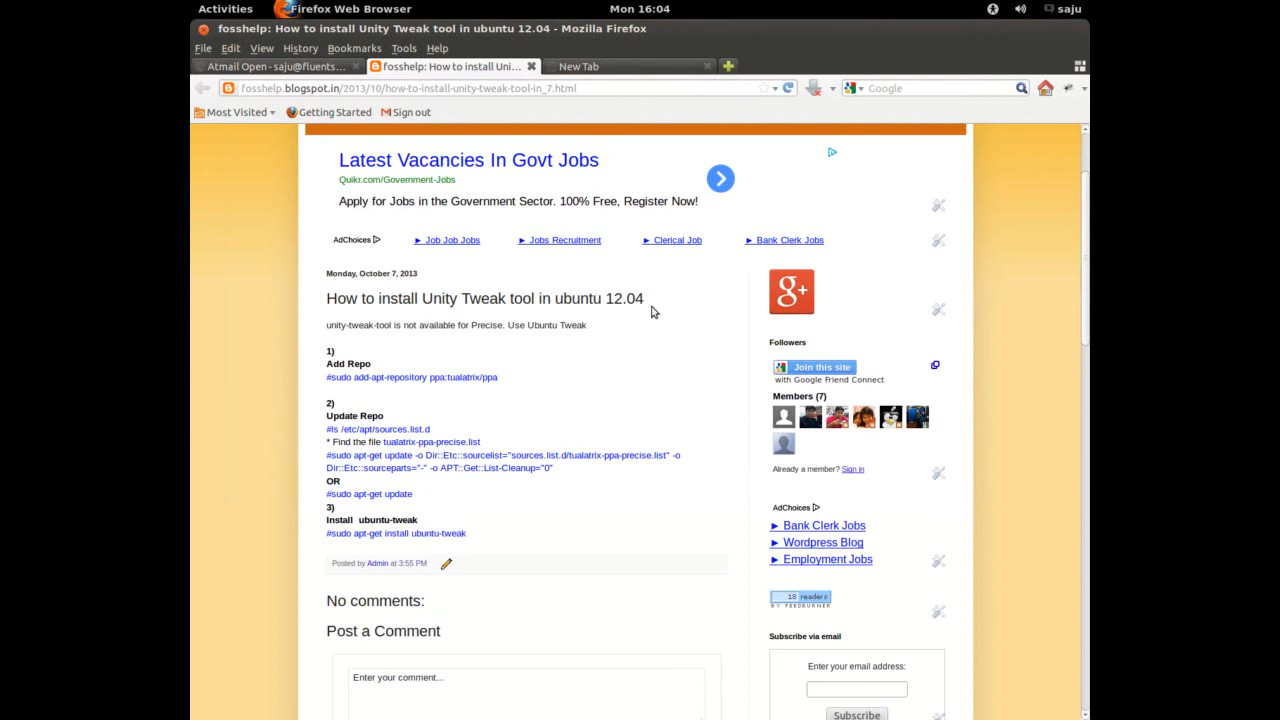 Activities
Firefox Web Browser
Mon 16:04
saju
fosshelp: How to install Unity Tweak tool in ubuntu 12.04 - Mozilla Firefox
File Edit View History Bookmarks Tools Help
Atmail Open - saju@fluents...
fosshelp: How to install Uni...
New Tab
fosshelp.blogspot.in/2013/10/how-to-install-unity-tweak-tool-in_7.html
Google
Most Visited
Getting Started
Sign out
Latest Vacancies In Govt Jobs
Quikr.com/Government-Jobs
Apply for Jobs in the Government Sector. 100% Free, Register Now!
AdChoices
► Job Job Jobs
► Jobs Recruitment
► Clerical Job
► Bank Clerk Jobs
Monday, October 7, 2013
How to install Unity Tweak tool in ubuntu 12.04
unity-tweak-tool is not available for Precise. Use Ubuntu Tweak
1)
Add Repo
#sudo add-apt-repository ppa:tualatrix/ppa
2)
Update Repo
#ls /etc/apt/sources.list.d
* Find the file tualatrix-ppa-precise.list
#sudo apt-get update -o Dir::Etc::sourcelist="sources.list.d/tualatrix-ppa-precise.list" -o
Dir::Etc::sourceparts="-" -o APT::Get::List-Cleanup="0"
OR
#sudo apt-get update
3)
Install ubuntu-tweak
#sudo apt-get install ubuntu-tweak
Posted by Admin at 3:55 PM
No comments:
Post a Comment
Enter your comment...
g+
Followers
Join this site
with Google Friend Connect
Members (7)
Already a member? Sign in
AdChoices
► Bank Clerk Jobs
► Wordpress Blog
► Employment Jobs
18 readers
BY FEEDBURNER
Subscribe via email
Enter your email address:
Subscribe